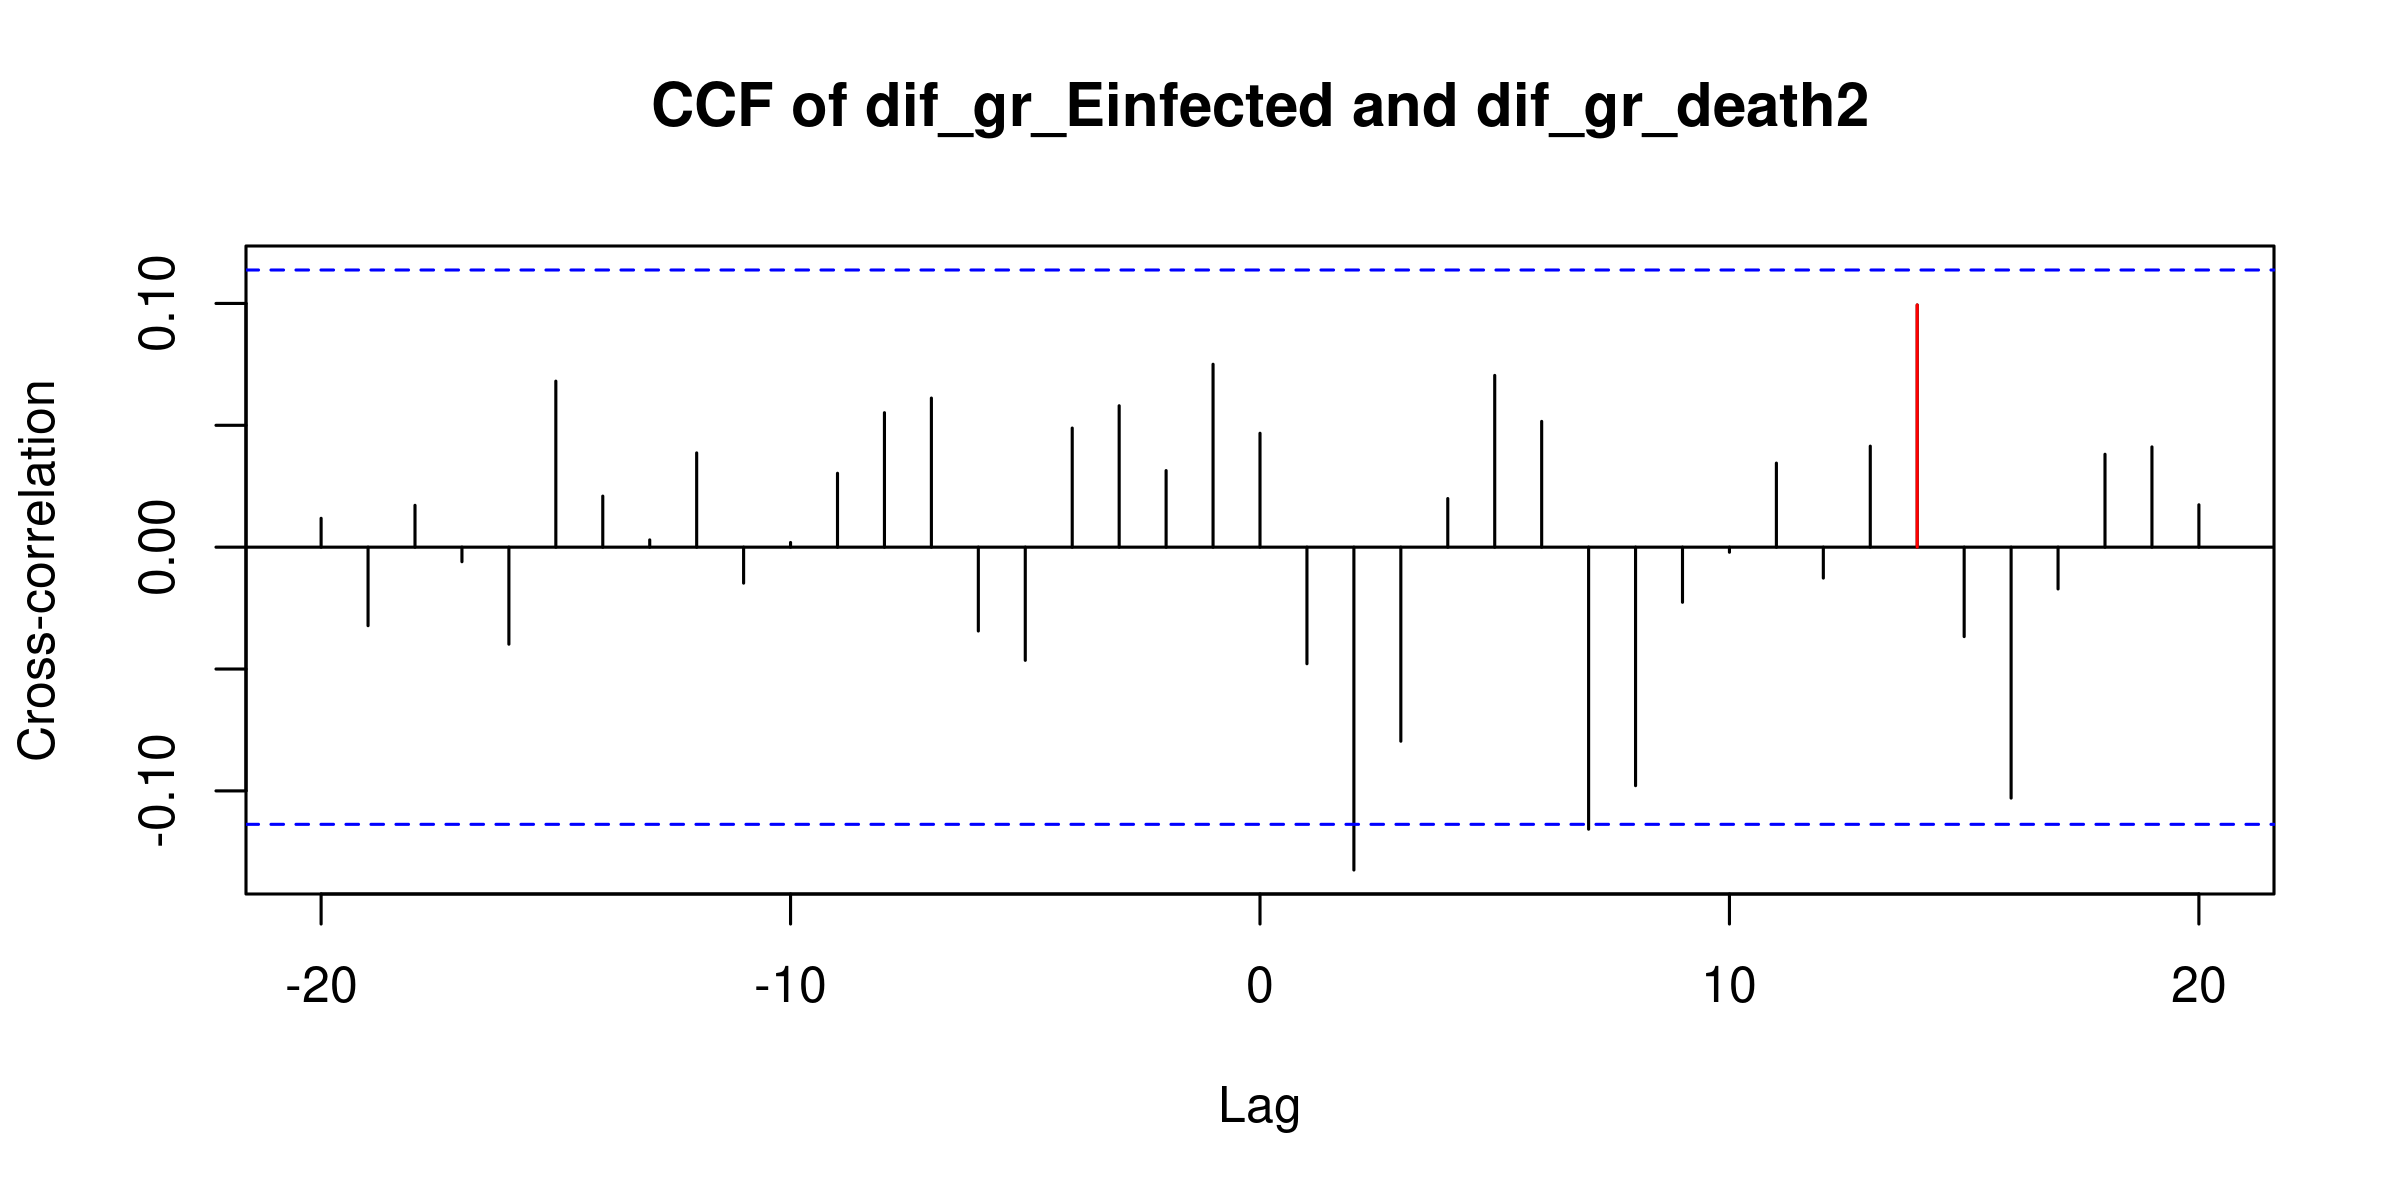 CCF of dif_gr_Einfected and dif_gr_death2
Cross-correlation
0.10
0.00
-0.10
-20 -10 0 10 20
Lag